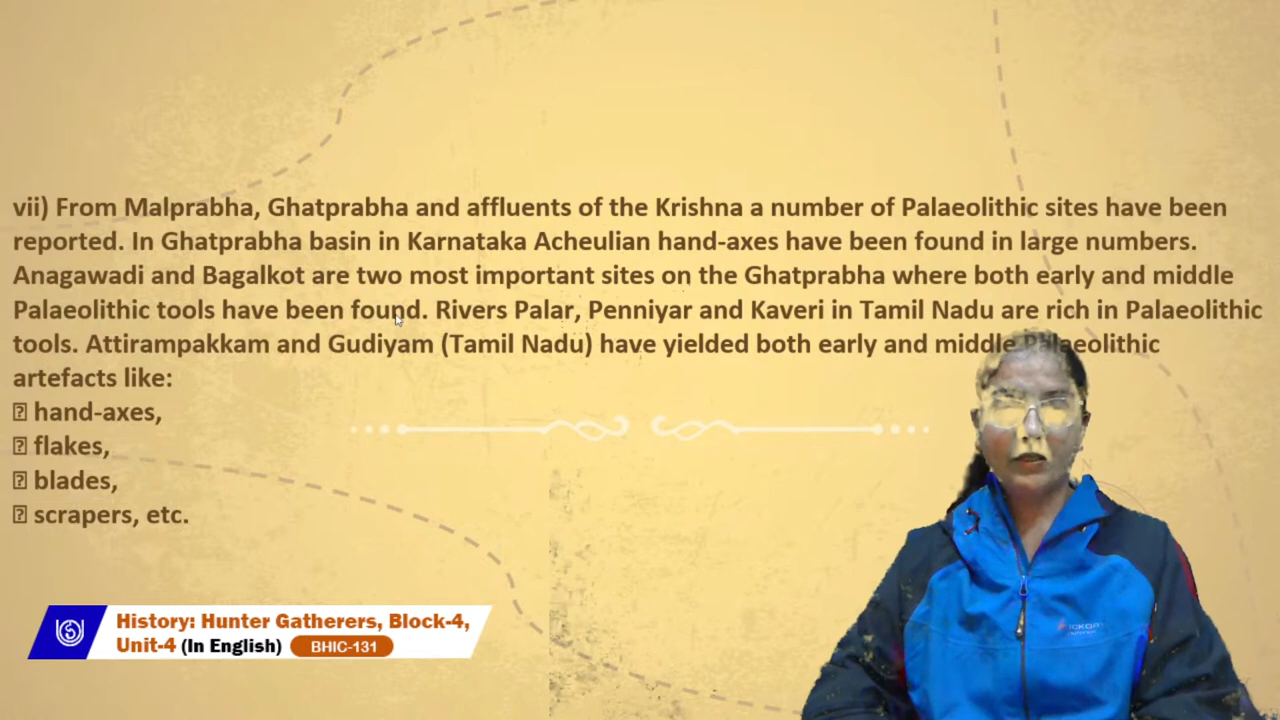 vii) From Malprabha, Ghatprabha and affluents of the Krishna a number of Palaeolithic sites have been
reported. In Ghatprabha basin in Karnataka Acheulian hand-axes have been found in large numbers.
Anagawadi and Bagalkot are two most important sites on the Ghatprabha where both early and middle
Palaeolithic tools have been found. Rivers Palar, Penniyar and Kaveri in Tamil Nadu are rich in Palaeolithic
tools. Attirampakkam and Gudiyam (Tamil Nadu) have yielded both early and middle Palaeolithic
artefacts like:
hand-axes,
flakes,
blades,
scrapers, etc.
History: Hunter Gatherers, Block-4,
Unit-4 (In English) BHIC-131